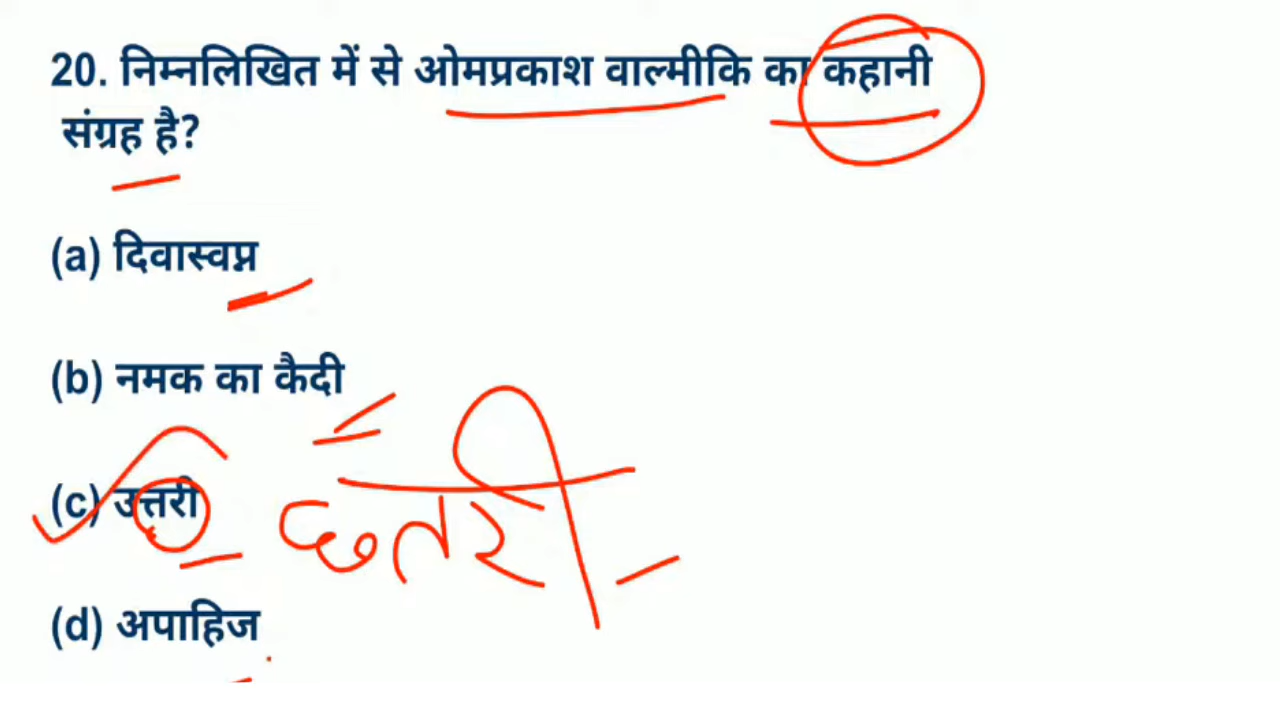 20. निम्नलिखित में से ओमप्रकाश वाल्मीकि का कहानी
संग्रह है?
(a) दिवास्वप्न
(b) नमक का कैदी
(c) उत्तरी
छतरी
(d) अपाहिज